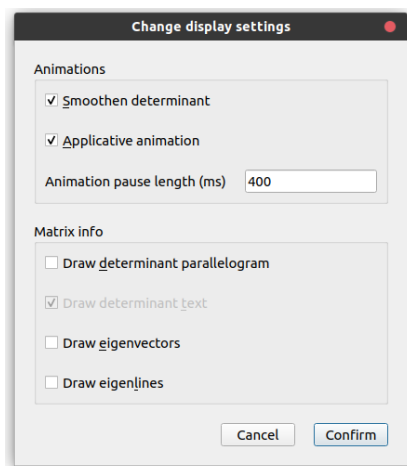 Change display settings
Animations
Smoothen determinant
Applicative animation
Animation pause length (ms) 400
Matrix info
Draw determinant parallelogram
Draw determinant text
Draw eigenvectors
Draw eigenlines
Cancel Confirm